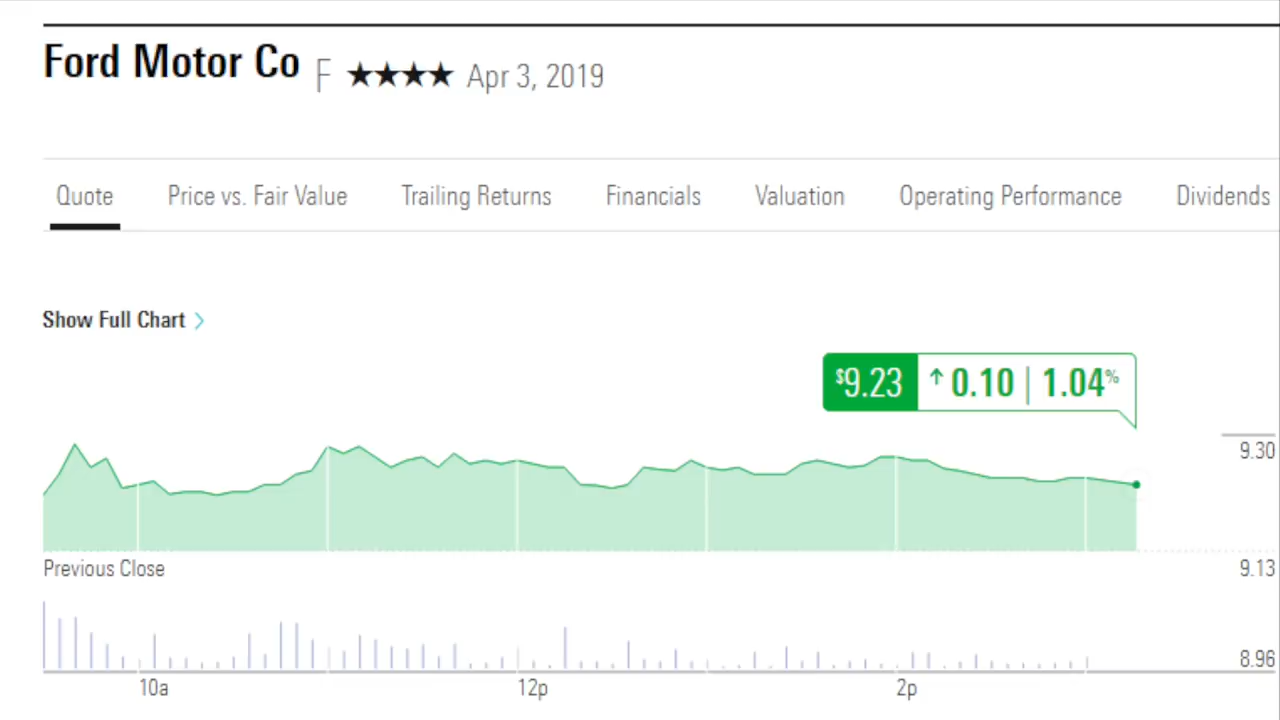 Ford Motor Co F ★★★★ Apr 3, 2019
Quote Price vs. Fair Value Trailing Returns Financials Valuation Operating Performance Dividends
Show Full Chart >
$9.23 ↑ 0.10 | 1.04%
9.30
Previous Close 9.13
8.96
10a 12p 2p